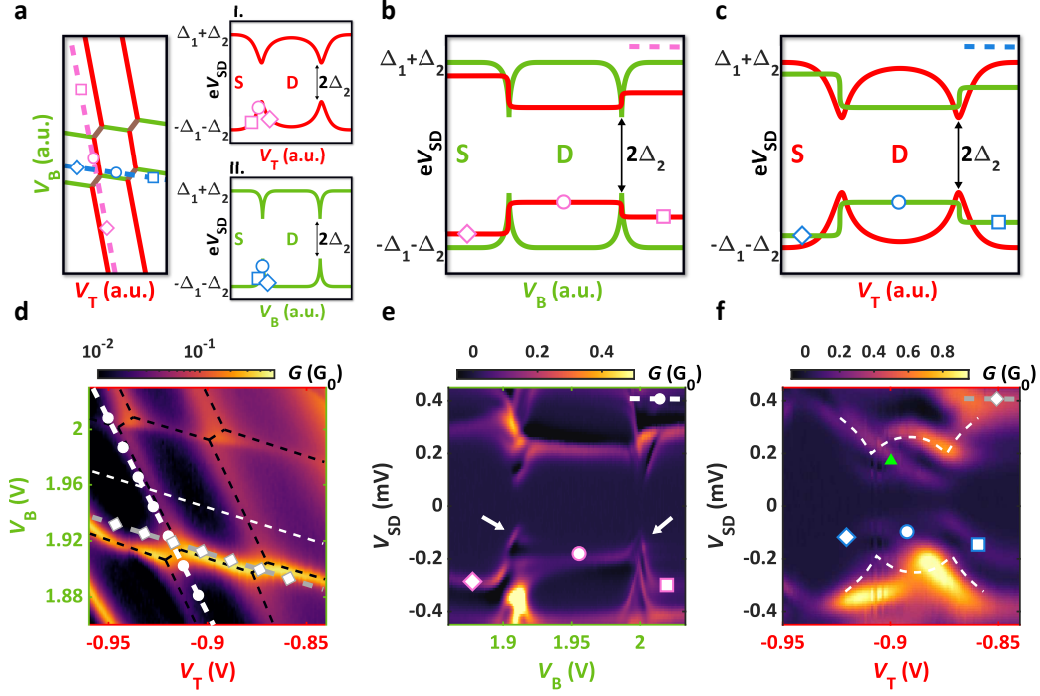 a
I.
Δ1+Δ2
eVSD
S D
2Δ2
-Δ1-Δ2
VT (a.u.)
II.
Δ1+Δ2
eVSD
S D
2Δ2
-Δ1-Δ2
VB (a.u.)
VB (a.u.)
VT (a.u.)
b
Δ1+Δ2
eVSD
S D
2Δ2
-Δ1-Δ2
VB (a.u.)
c
Δ1+Δ2
eVSD
S D
2Δ2
-Δ1-Δ2
VT (a.u.)
d
10-2 10-1
G (G0)
2
1.96
1.92
1.88
VB (V)
-0.95 -0.9 -0.85
VT (V)
e
0 0.2 0.4
G (G0)
0.4
0.2
0
-0.2
-0.4
VSD (mV)
1.9 1.95 2
VB (V)
f
0 0.2 0.4 0.6 0.8
G (G0)
0.4
0.2
0
-0.2
-0.4
VSD (mV)
-0.95 -0.9 -0.85
VT (V)